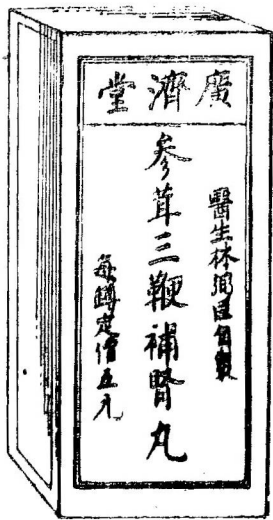 廣濟堂
醫生林弼臣自製
參茸三鞭補腎丸
每罇定價五元